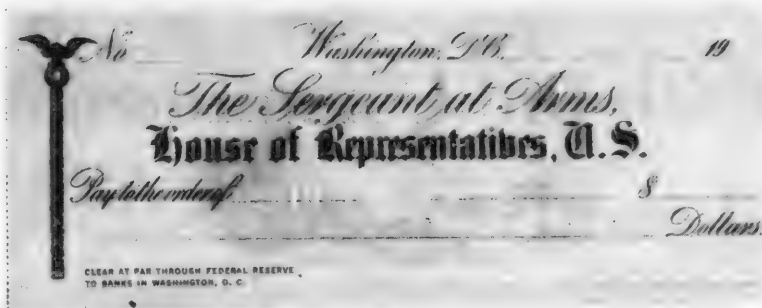 No Washington, D.C. 19
The Sergeant at Arms,
House of Representatives, U.S.
Pay to the order of $
Dollars.
CLEAR AT PAR THROUGH FEDERAL RESERVE
TO BANKS IN WASHINGTON, D. C.